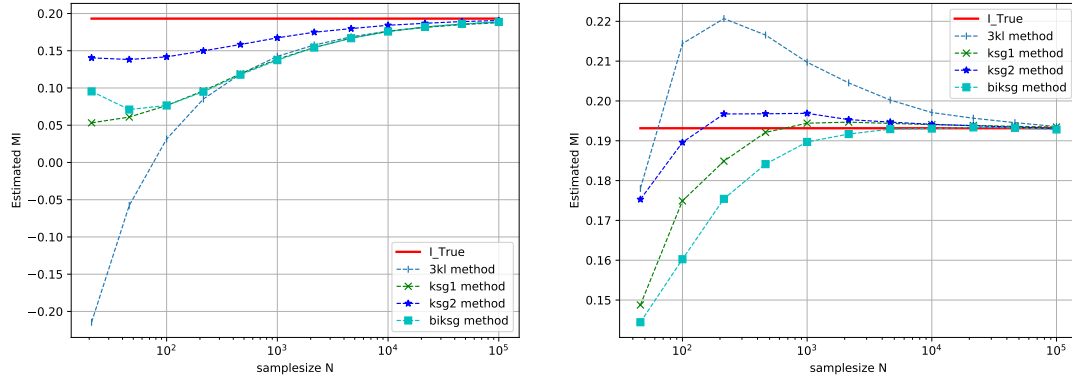 0.20
0.15
0.10
0.05
0.00
−0.05
−0.10
−0.15
−0.20
Estimated MI
10²
10³
10⁴
10⁵
samplesize N
I_True
3kl method
ksg1 method
ksg2 method
biksg method
0.22
0.21
0.20
0.19
0.18
0.17
0.16
0.15
Estimated MI
10²
10³
10⁴
10⁵
samplesize N
I_True
3kl method
ksg1 method
ksg2 method
biksg method